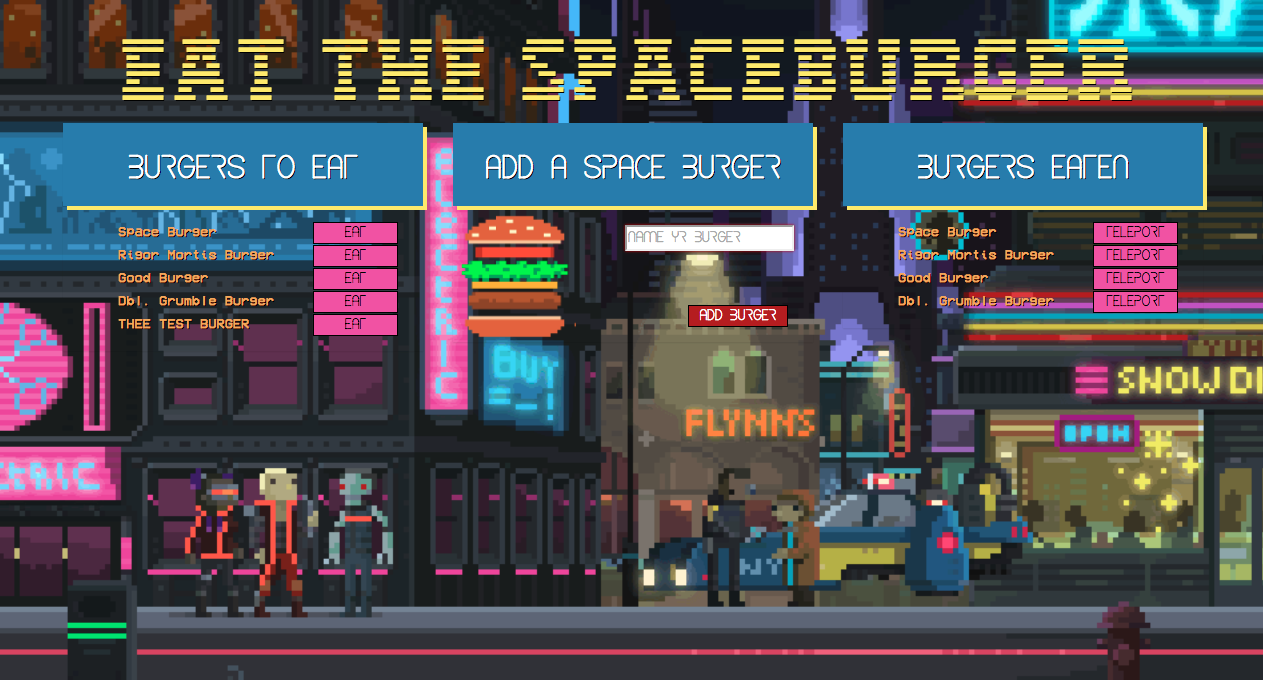 EAT THE SPACEBURGER
BURGERS TO EAT
Space Burger EAT
Rigor Mortis Burger EAT
Good Burger EAT
Dbl. Grumble Burger EAT
THEE TEST BURGER EAT
ADD A SPACE BURGER
NAME YR BURGER
ADD BURGER
BURGERS EATEN
Space Burger TELEPORT
Rigor Mortis Burger TELEPORT
Good Burger TELEPORT
Dbl. Grumble Burger TELEPORT
BUY
FLYNNS
OPEN